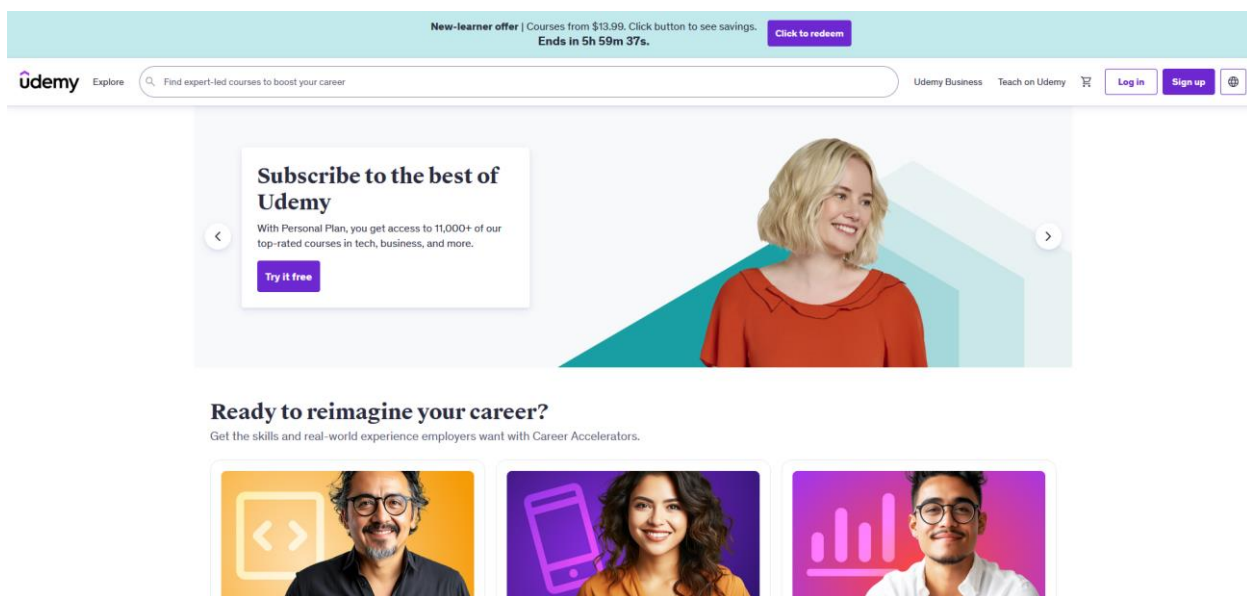 New-learner offer | Courses from $13.99. Click button to see savings.
Ends in 5h 59m 37s.
Click to redeem
ûdemy
Explore
Find expert-led courses to boost your career
Udemy Business
Teach on Udemy
Log in
Sign up
Subscribe to the best of
Udemy
With Personal Plan, you get access to 11,000+ of our
top-rated courses in tech, business, and more.
Try it free
Ready to reimagine your career?
Get the skills and real-world experience employers want with Career Accelerators.